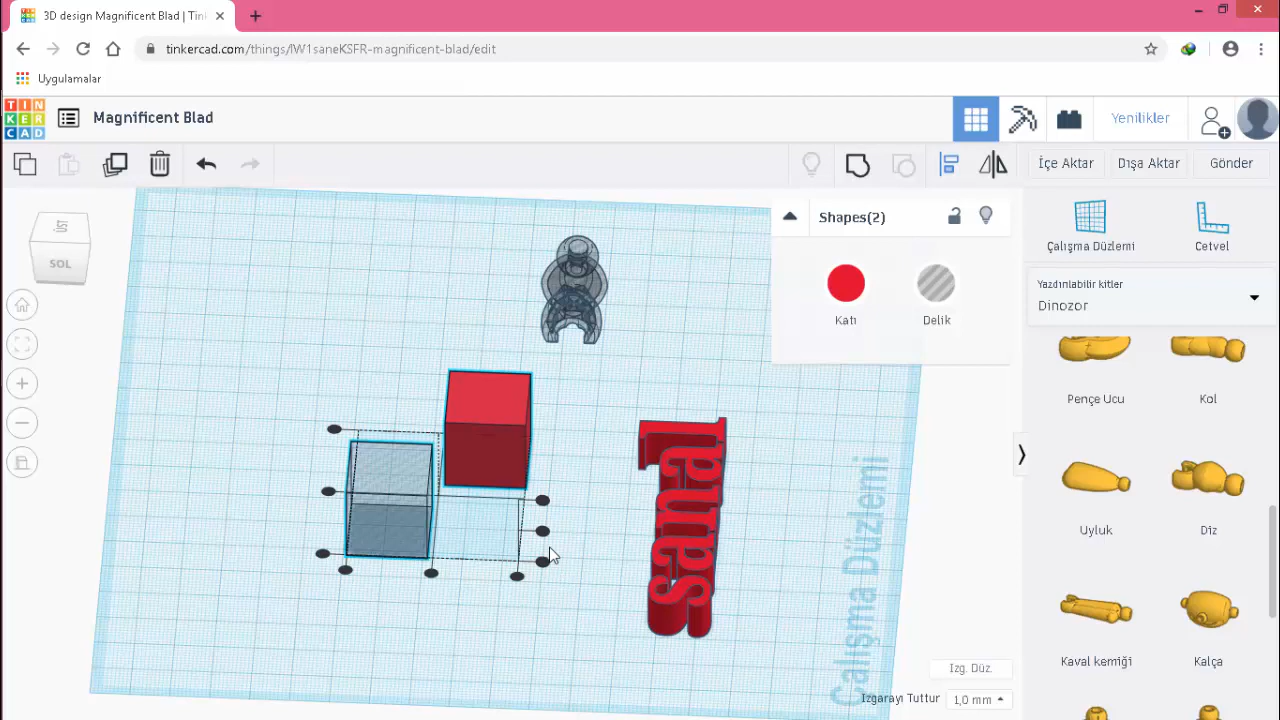 3D design Magnificent Blad | Tin
tinkercad.com/things/lW1saneKSFR-magnificent-blad/edit
Uygulamalar
TIN
KER
CAD
Magnificent Blad
Yenilikler
İçe Aktar
Dışa Aktar
Gönder
SOL
Shapes(2)
Katı
Delik
Çalışma Düzlemi
Cetvel
Yazdırılabilir kitler
Dinozor
Pençe Ucu
Kol
Uyluk
Diz
Kaval kemiği
Kalça
Çalışma Düzlemi
Izg. Düz.
Izgarayı Tuttur
1,0 mm